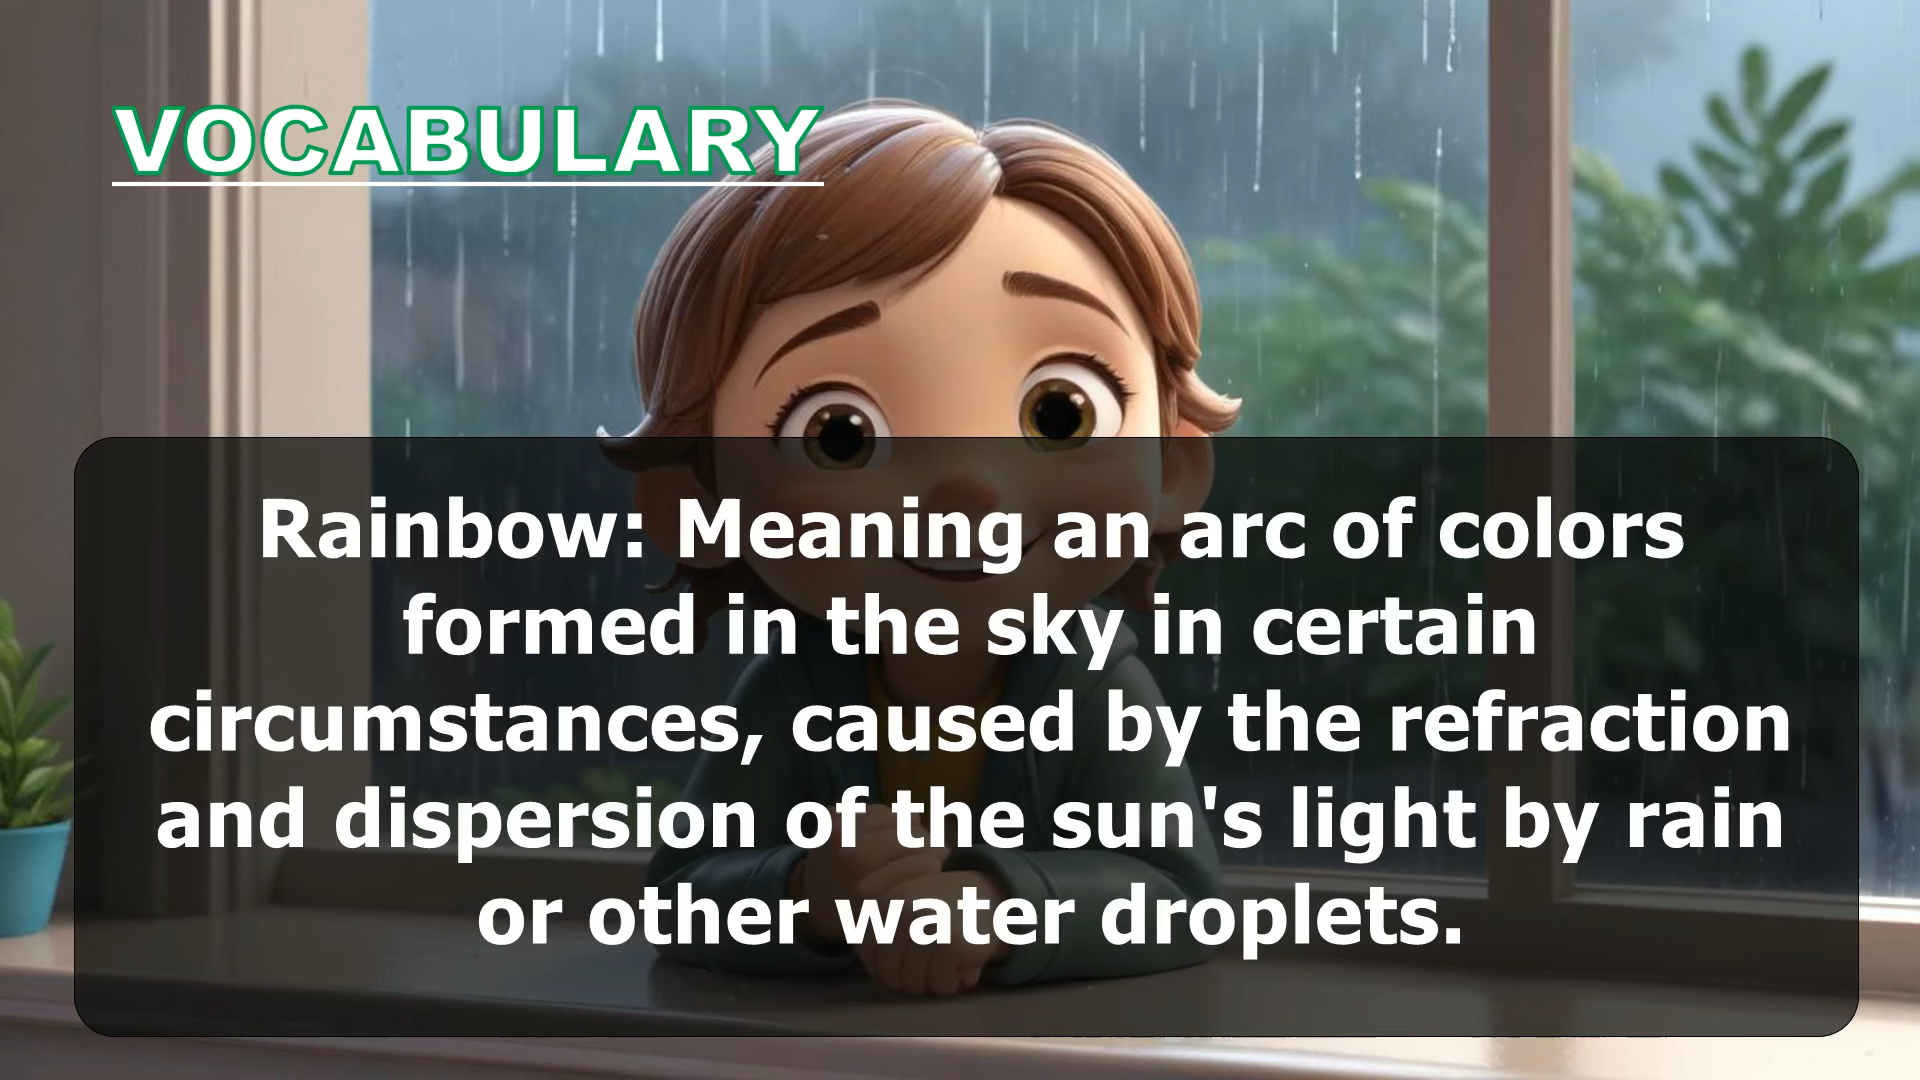 VOCABULARY
Rainbow: Meaning an arc of colors
formed in the sky in certain
circumstances, caused by the refraction
and dispersion of the sun's light by rain
or other water droplets.